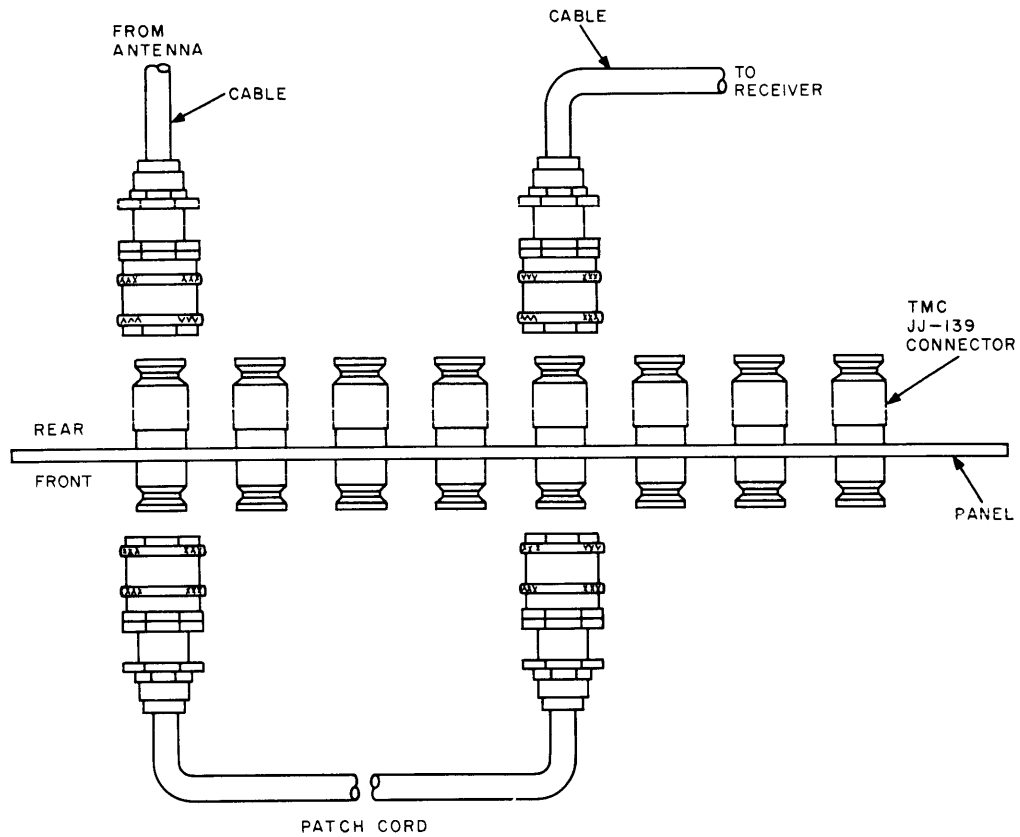 FROM
ANTENNA
CABLE
CABLE
TO
RECEIVER
TMC
JJ-139
CONNECTOR
REAR
FRONT
PANEL
PATCH CORD